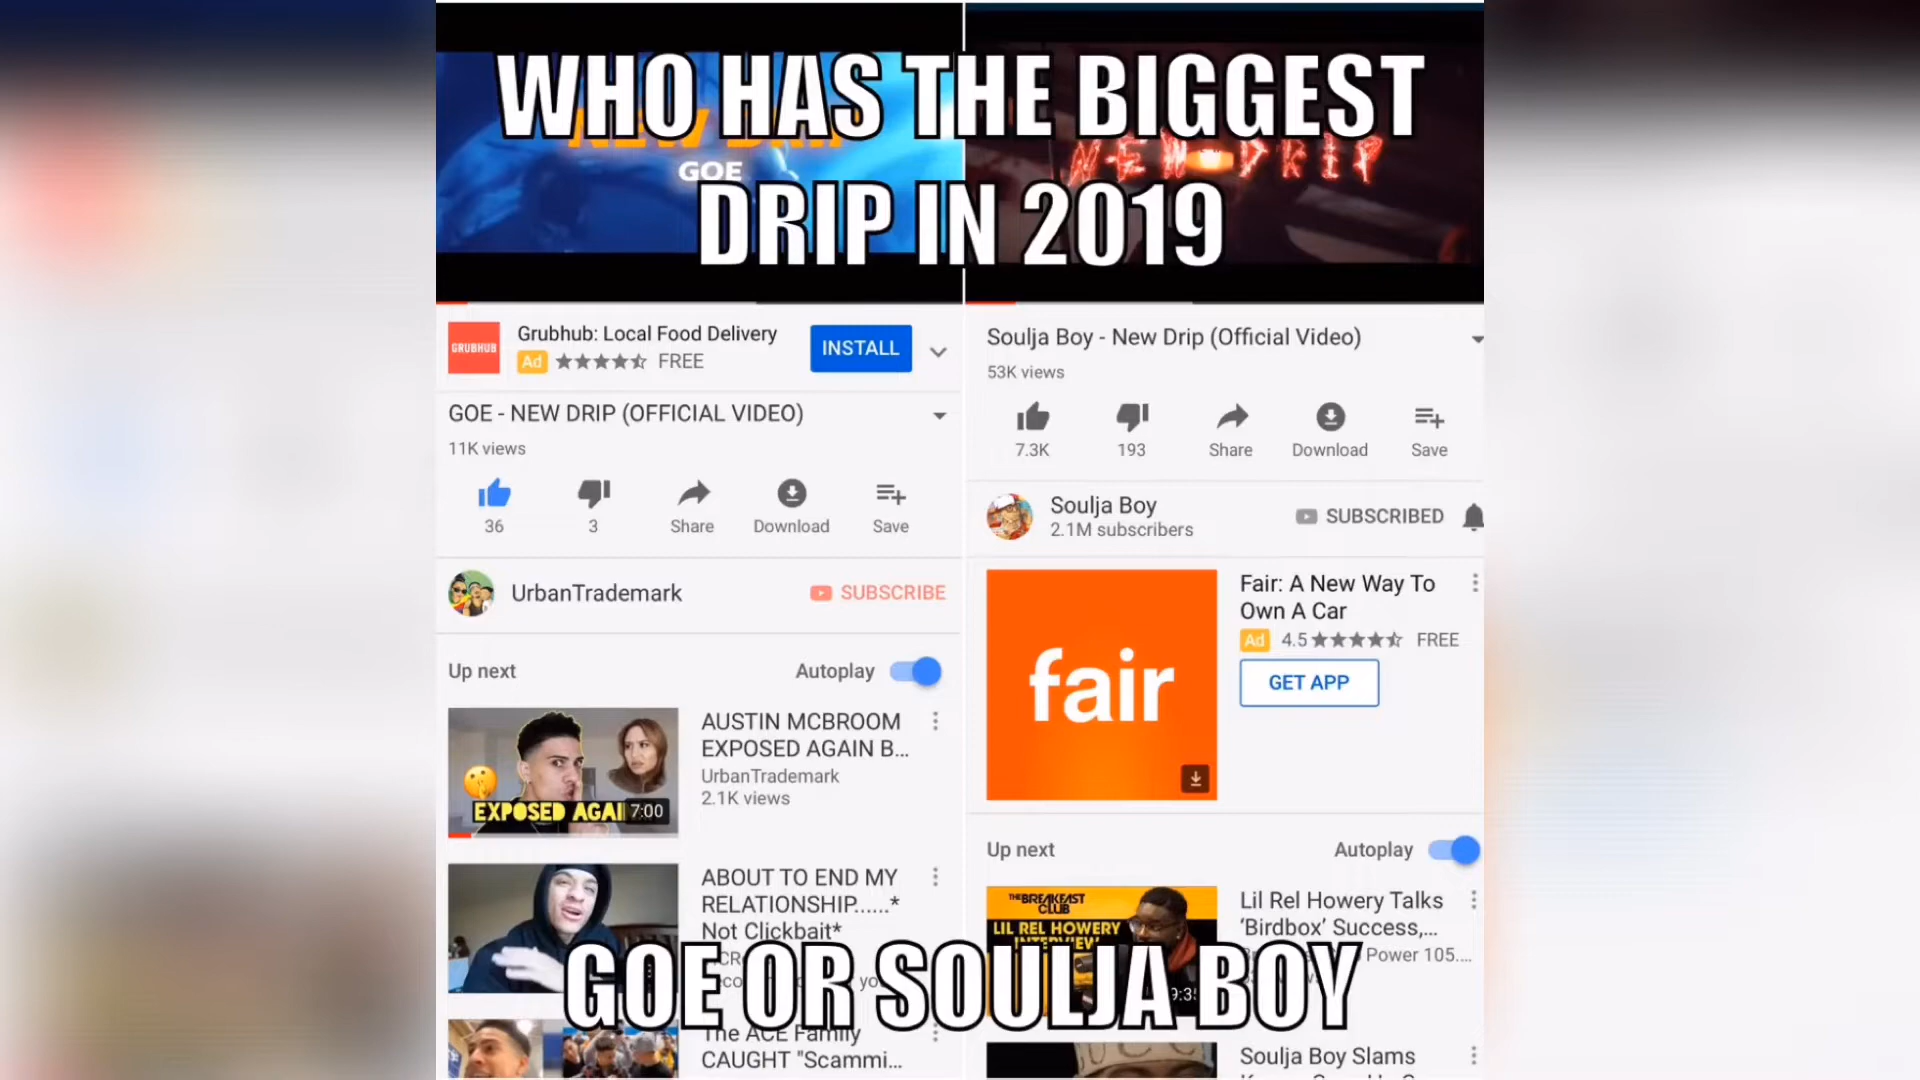 WHO HAS THE BIGGEST
DRIP IN 2019
GOE
NEW DRIP
GRUBHUB
Grubhub: Local Food Delivery
Ad FREE
INSTALL
GOE - NEW DRIP (OFFICIAL VIDEO)
11K views
36
3
Share
Download
Save
UrbanTrademark
SUBSCRIBE
Up next
Autoplay
EXPOSED AGAI
7:00
AUSTIN MCBROOM
EXPOSED AGAIN B...
UrbanTrademark
2.1K views
ABOUT TO END MY
RELATIONSHIP......*
Not Clickbait*
The ACE Family
CAUGHT "Scammi...
Soulja Boy - New Drip (Official Video)
53K views
7.3K
193
Share
Download
Save
Soulja Boy
2.1M subscribers
SUBSCRIBED
fair
Fair: A New Way To
Own A Car
Ad 4.5 FREE
GET APP
Up next
Autoplay
THE BREAKFAST
CLUB
LIL REL HOWERY
INTERVIEW
Lil Rel Howery Talks
‘Birdbox’ Success,...
Power 105....
Soulja Boy Slams
GOE OR SOULJA BOY